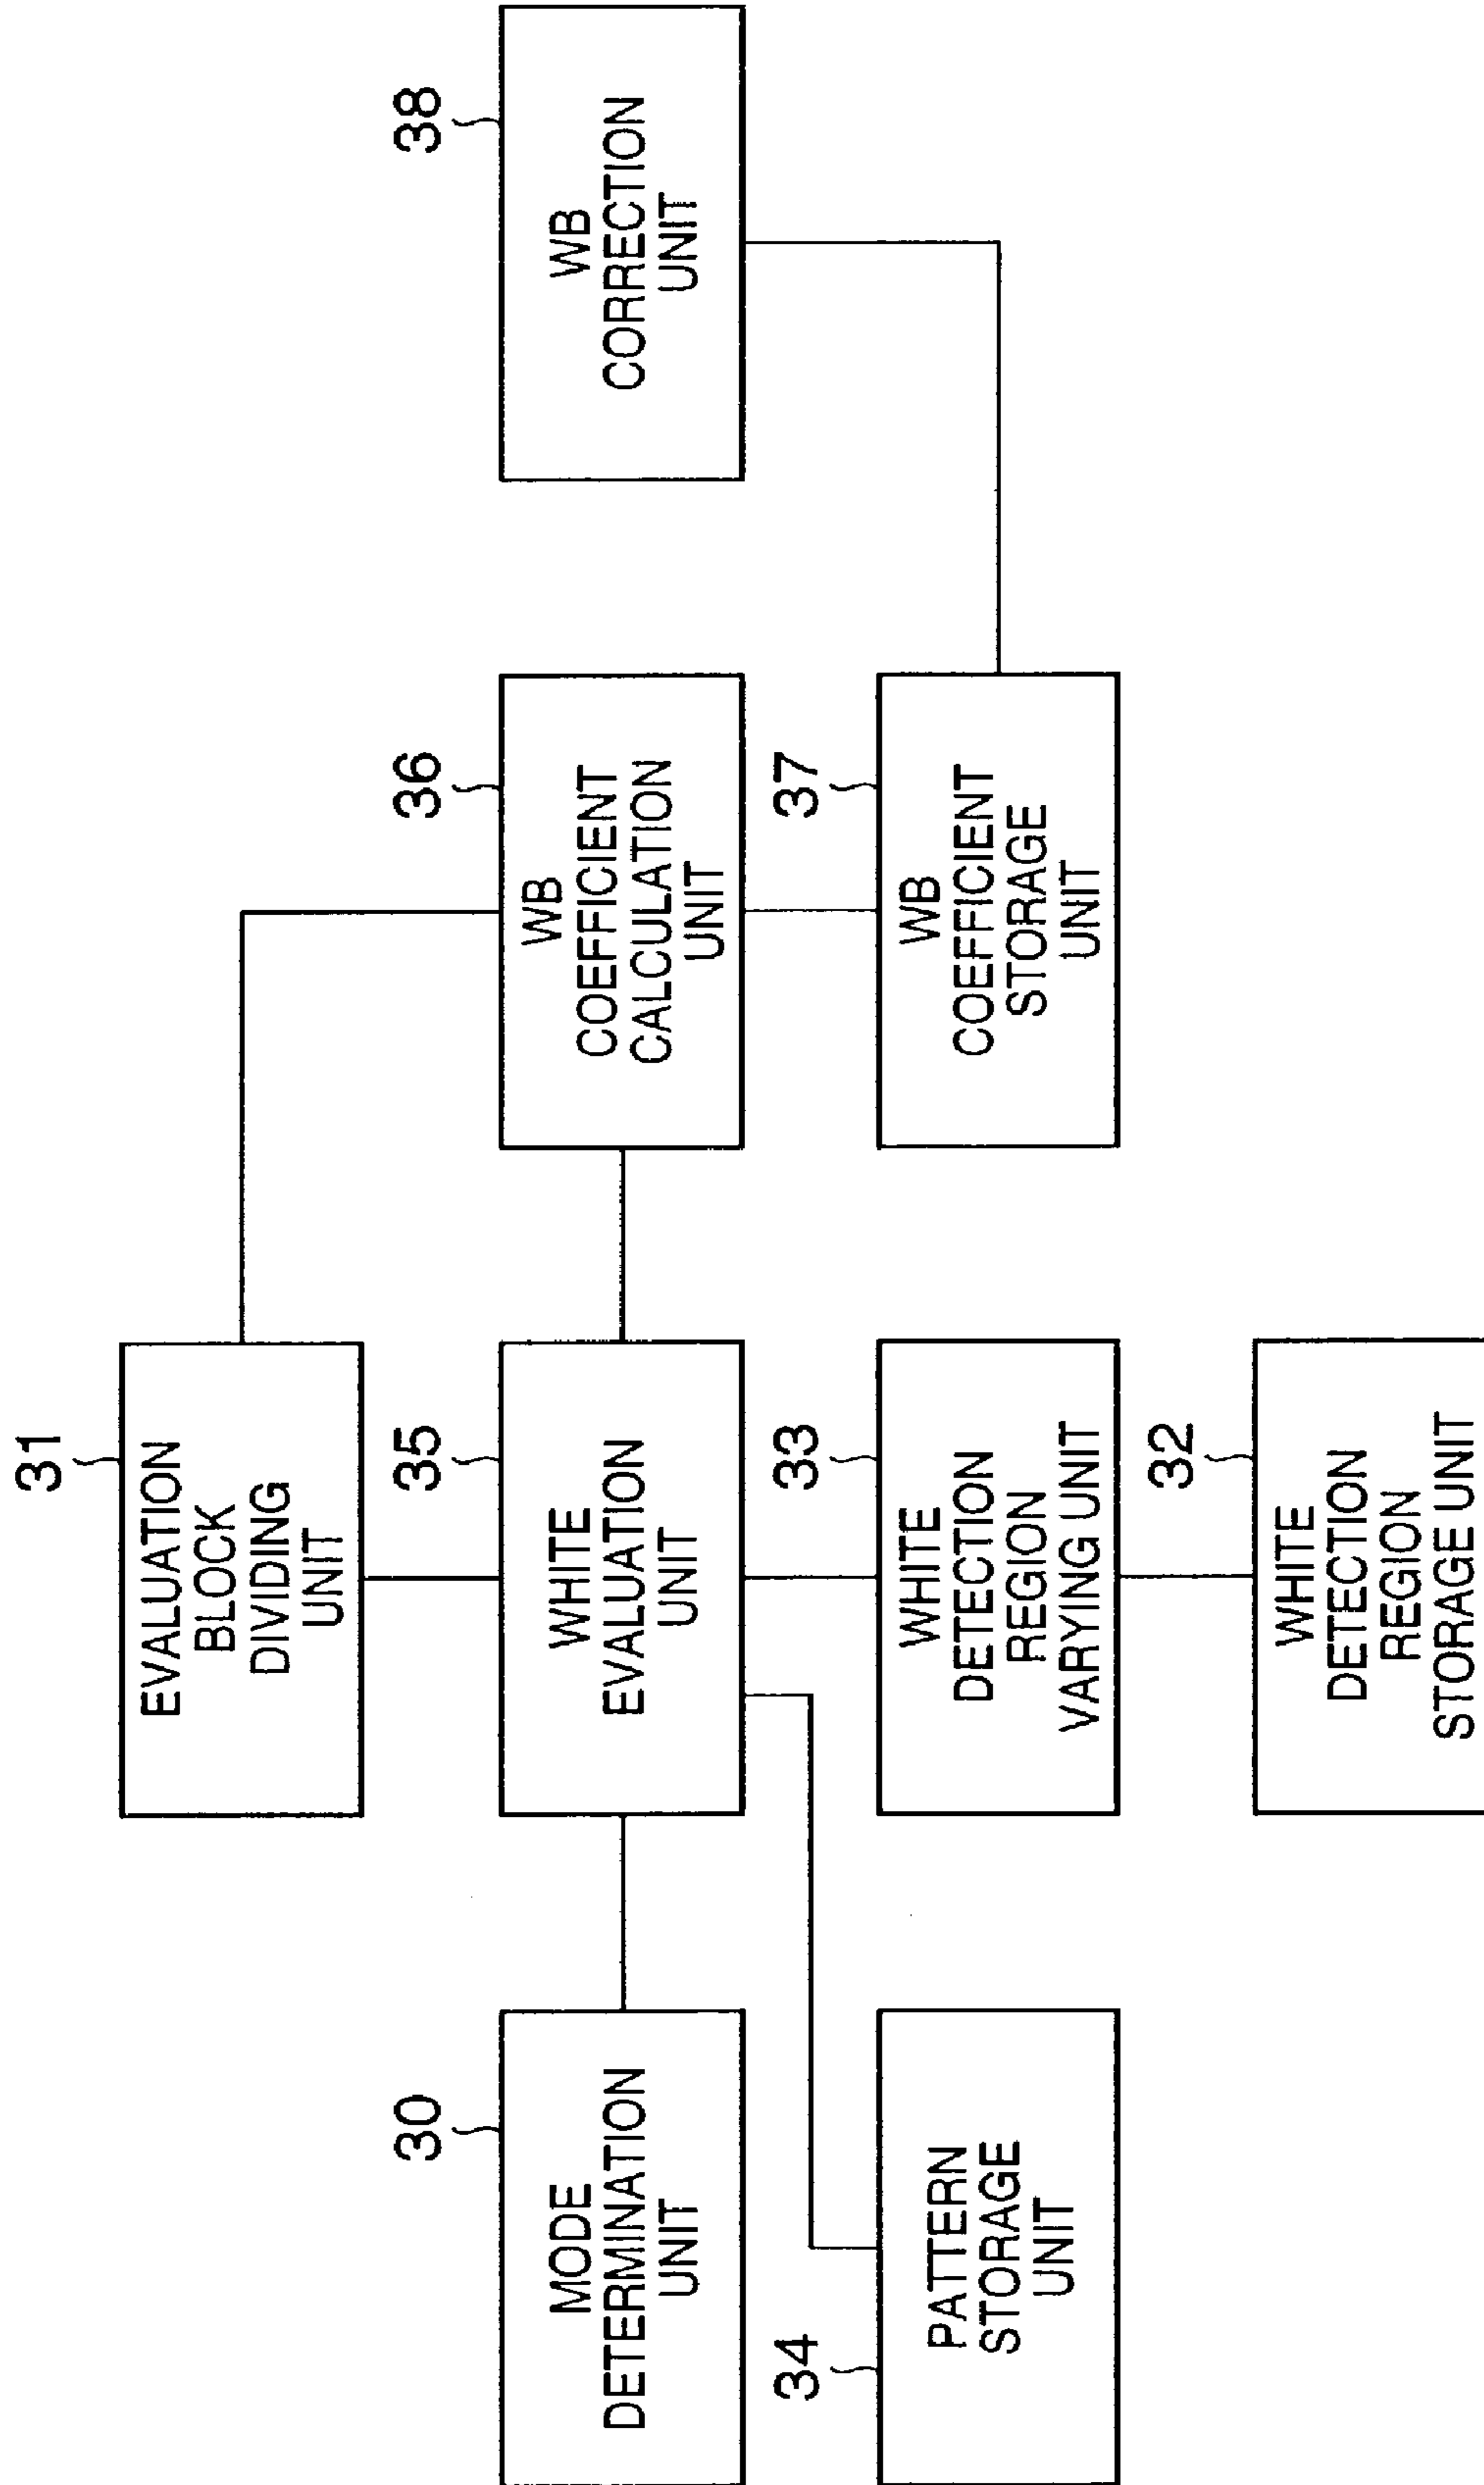 31
EVALUATION
BLOCK
DIVIDING
UNIT
30
MODE
DETERMINATION
UNIT
35
WHITE
EVALUATION
UNIT
36
WB
COEFFICIENT
CALCULATION
UNIT
38
WB
CORRECTION
UNIT
34
PATTERN
STORAGE
UNIT
33
WHITE
DETECTION
REGION
VARYING UNIT
37
WB
COEFFICIENT
STORAGE
UNIT
32
WHITE
DETECTION
REGION
STORAGE UNIT